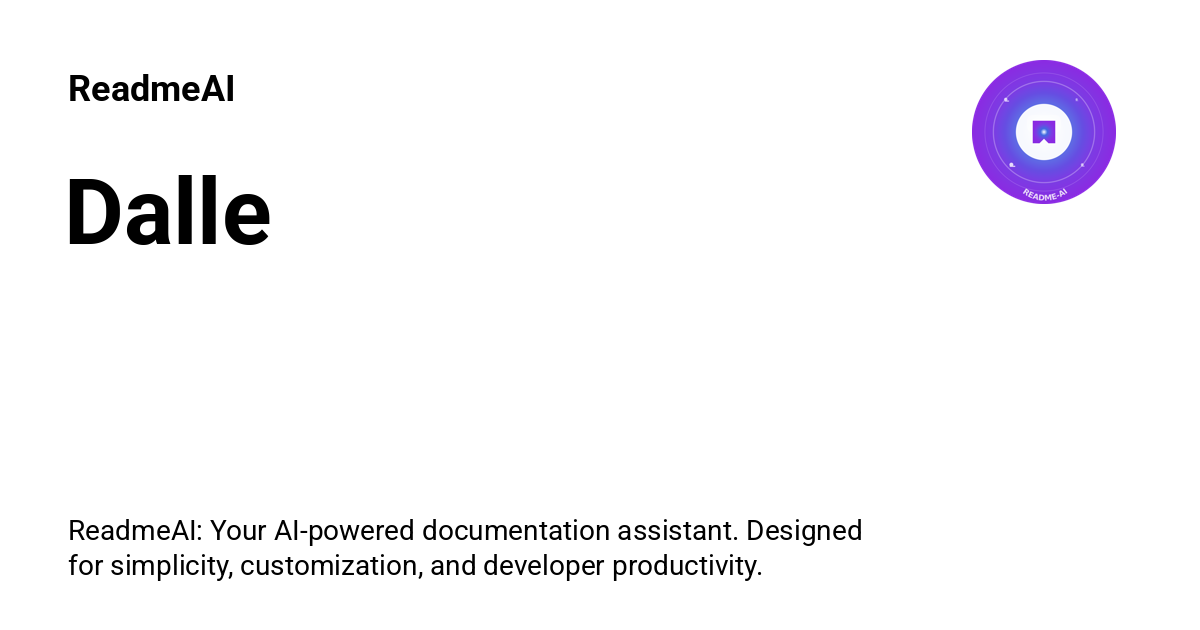 ReadmeAI
Dalle
README-AI
ReadmeAI: Your AI-powered documentation assistant. Designed
for simplicity, customization, and developer productivity.